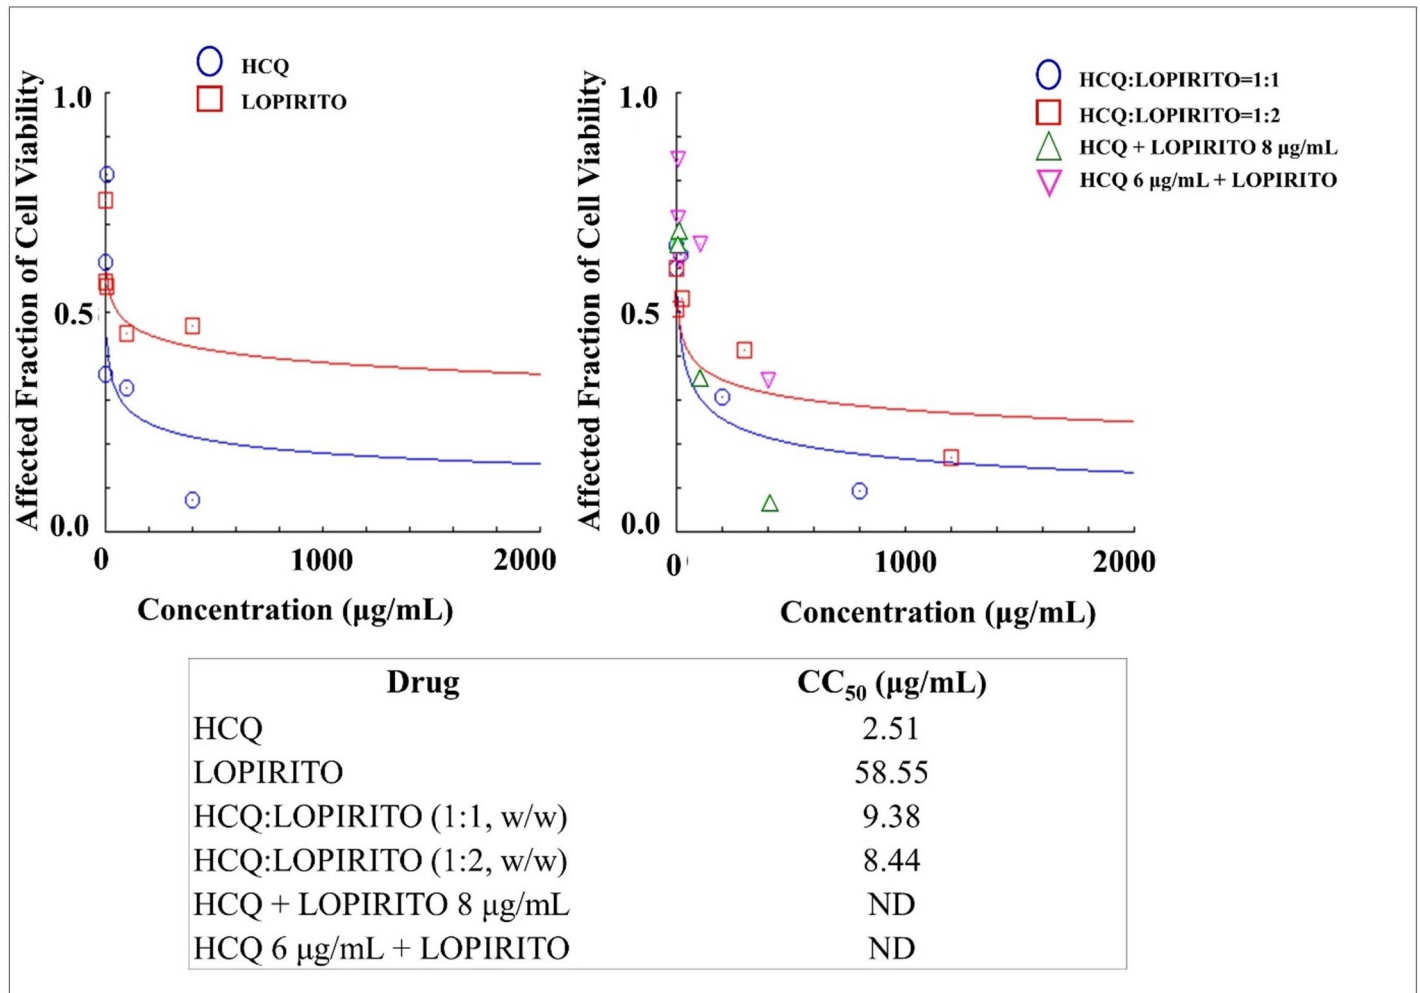 HCQ
LOPIRITO
Affected Fraction of Cell Viability
1.0
0.5
0.0
0
1000
2000
Concentration (μg/mL)
HCQ:LOPIRITO=1:1
HCQ:LOPIRITO=1:2
HCQ + LOPIRITO 8 μg/mL
HCQ 6 μg/mL + LOPIRITO
Affected Fraction of Cell Viability
1.0
0.5
0.0
0
1000
2000
Concentration (μg/mL)
Drug CC₅₀ (μg/mL)
HCQ 2.51
LOPIRITO 58.55
HCQ:LOPIRITO (1:1, w/w) 9.38
HCQ:LOPIRITO (1:2, w/w) 8.44
HCQ + LOPIRITO 8 μg/mL ND
HCQ 6 μg/mL + LOPIRITO ND